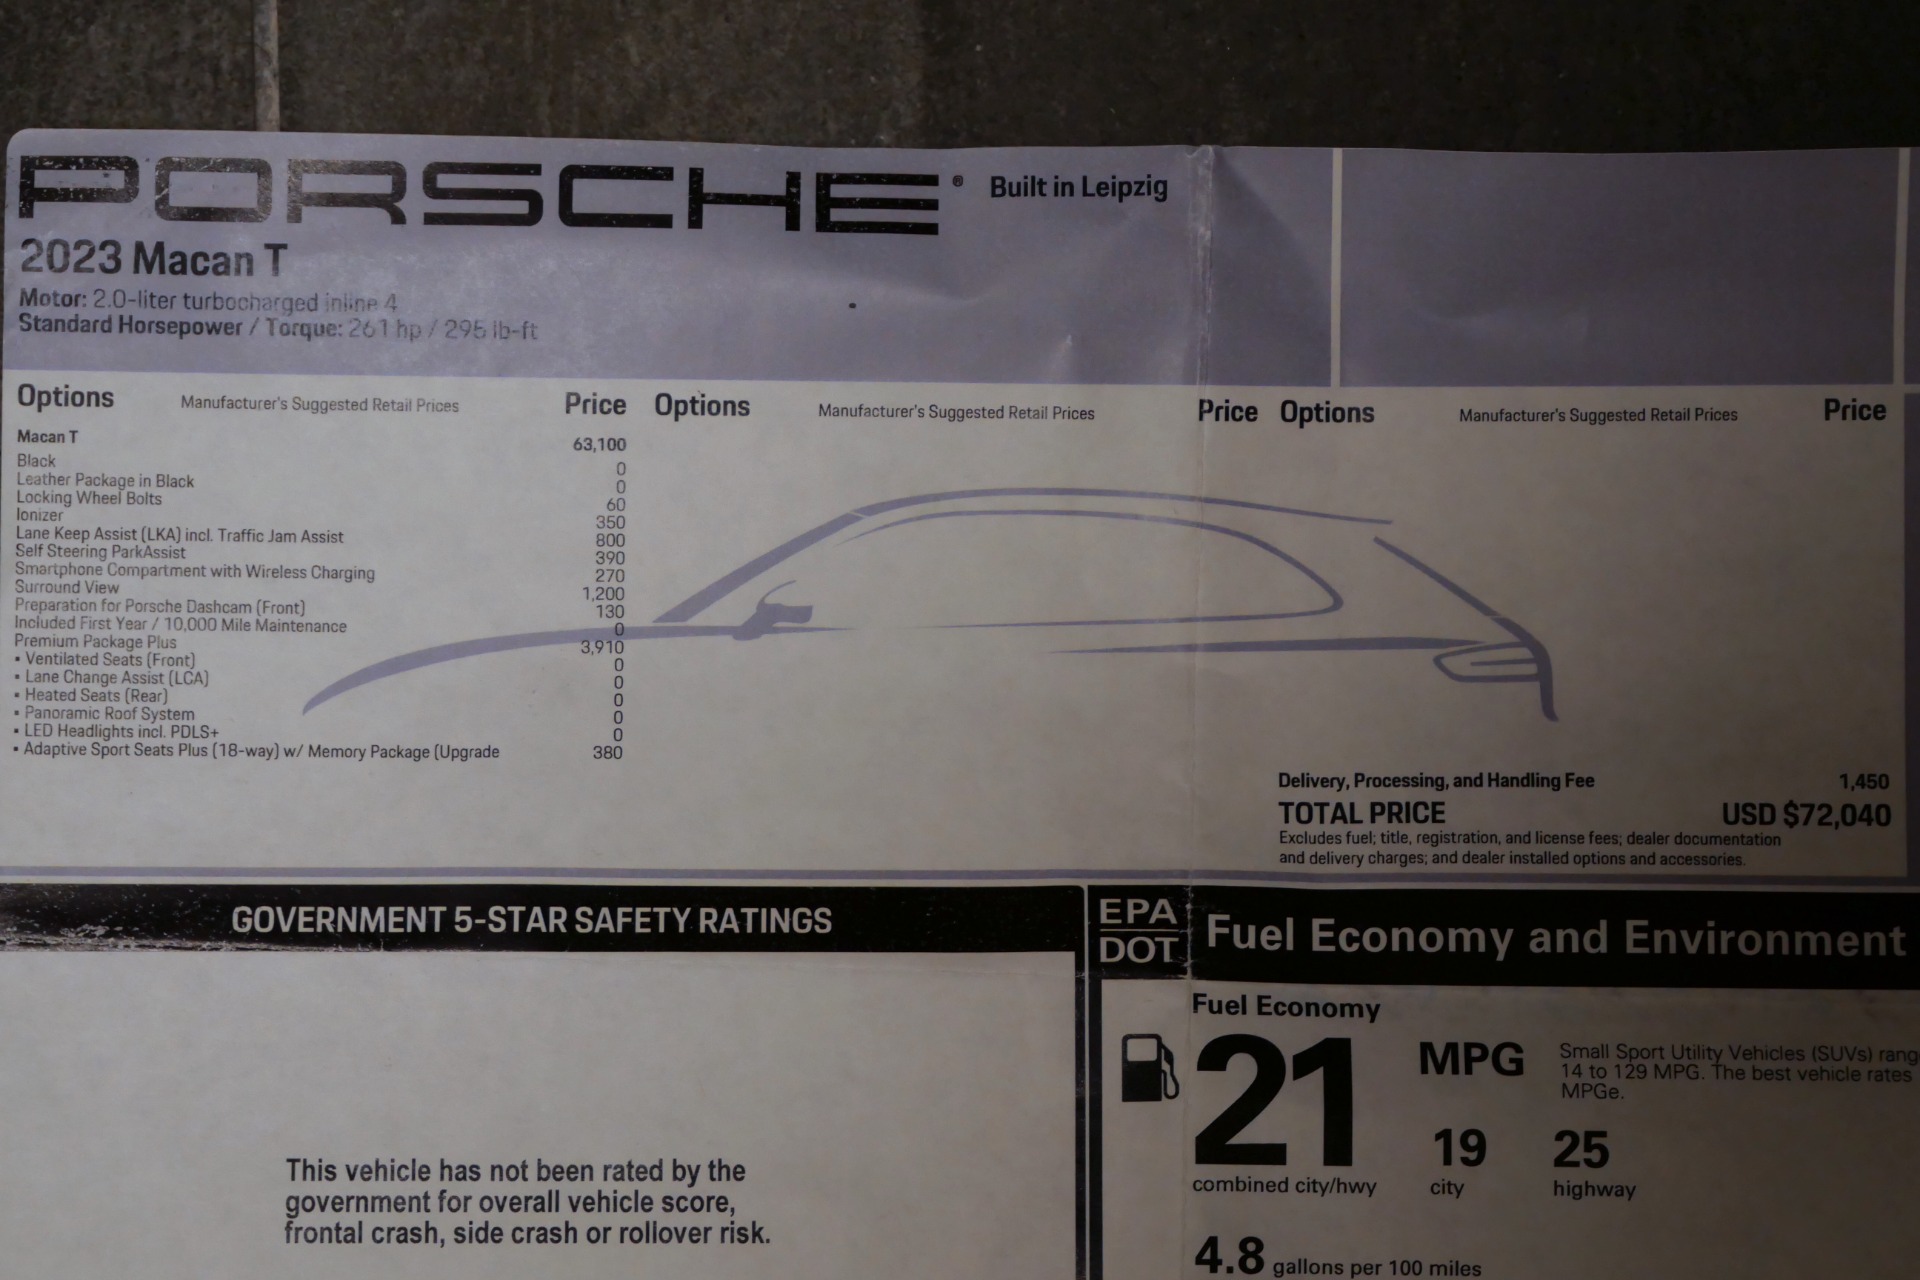 PORSCHE® Built in Leipzig
2023 Macan T
Motor: 2.0-liter turbocharged inline 4
Standard Horsepower / Torque: 261 hp / 295 lb-ft
Options Manufacturer's Suggested Retail Prices Price Options Manufacturer's Suggested Retail Prices Price Options Manufacturer's Suggested Retail Prices Price
Macan T 63,100
Black 0
Leather Package in Black 0
Locking Wheel Bolts 60
Ionizer 350
Lane Keep Assist (LKA) incl. Traffic Jam Assist 800
Self Steering ParkAssist 390
Smartphone Compartment with Wireless Charging 270
Surround View 1,200
Preparation for Porsche Dashcam (Front) 130
Included First Year / 10,000 Mile Maintenance 0
Premium Package Plus 3,910
• Ventilated Seats (Front) 0
• Lane Change Assist (LCA) 0
• Heated Seats (Rear) 0
• Panoramic Roof System 0
• LED Headlights incl. PDLS+ 0
• Adaptive Sport Seats Plus (18-way) w/ Memory Package (Upgrade 380
Delivery, Processing, and Handling Fee 1,450
TOTAL PRICE USD $72,040
Excludes fuel; title, registration, and license fees; dealer documentation
and delivery charges; and dealer installed options and accessories.
GOVERNMENT 5-STAR SAFETY RATINGS
This vehicle has not been rated by the
government for overall vehicle score,
frontal crash, side crash or rollover risk.
EPA
DOT
Fuel Economy and Environment
Fuel Economy
21 MPG
combined city/hwy
Small Sport Utility Vehicles (SUVs) rang
14 to 129 MPG. The best vehicle rates
MPGe.
19 25
city highway
4.8 gallons per 100 miles